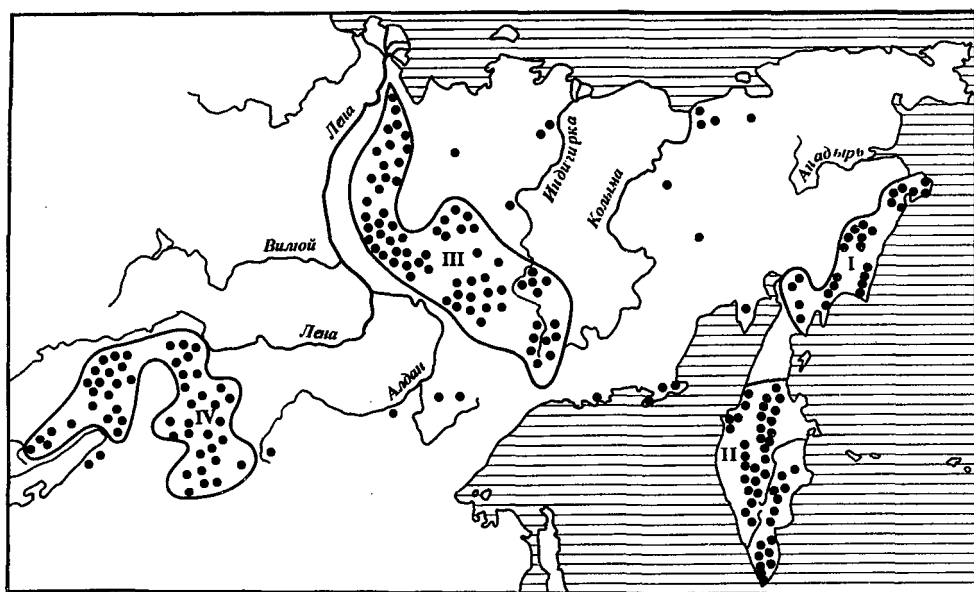 Лена
Индигирка
Колыма
Анадырь
Вилюй
III
I
Лена
Алдан
IV
II